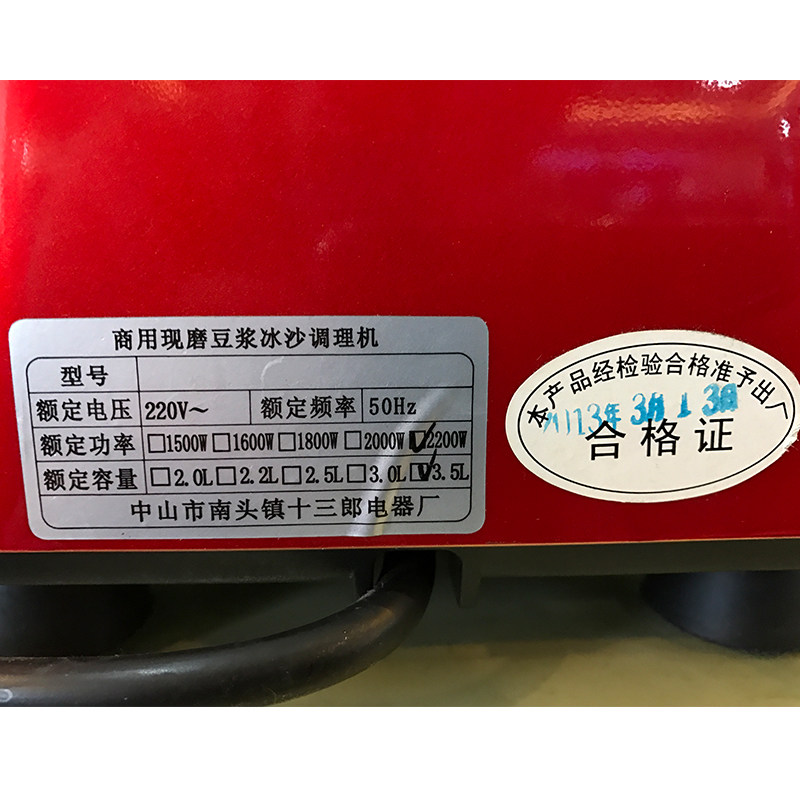 商用现磨豆浆冰沙调理机
型号
额定电压 220V～ 额定频率 50Hz
额定功率 □1500W □1600W □1800W □2000W ☑2200W
额定容量 □2.0L □2.2L □2.5L □3.0L ☑3.5L
中山市南头镇十三郎电器厂
本产品经检验合格准予出厂
合格证